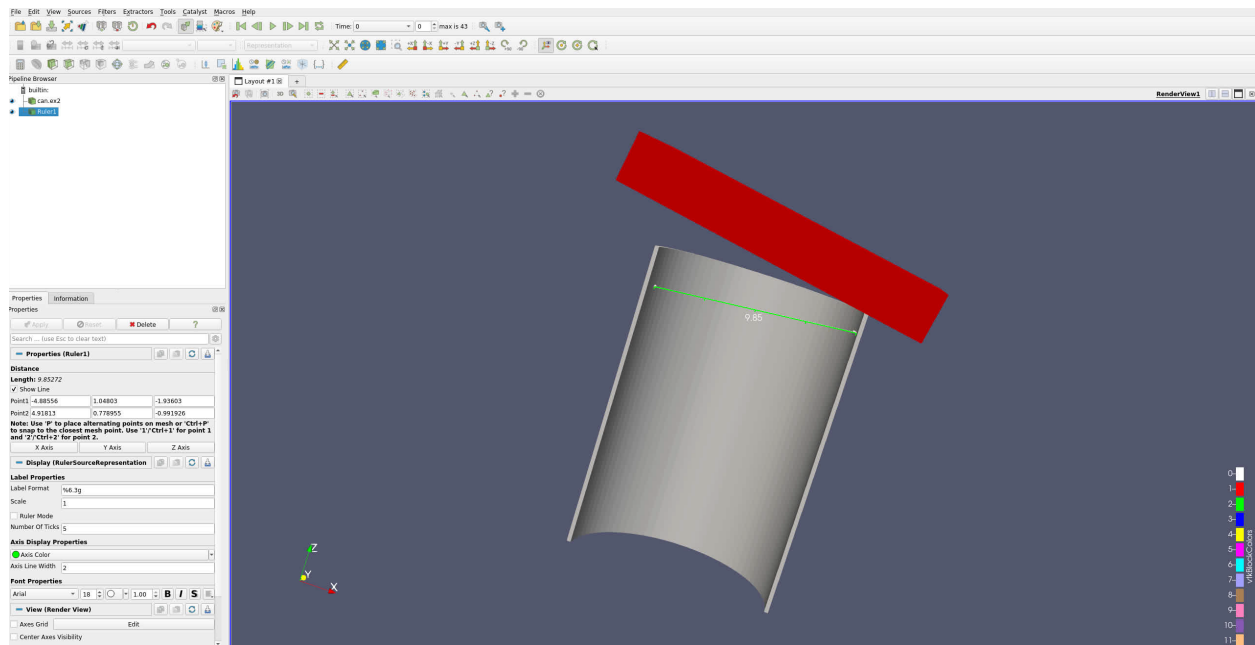 File Edit View Sources Filters Extractors Tools Catalyst Macros Help
Time: 0 0 max is 43
Representation
Pipeline Browser
builtin:
can.ex2
Ruler1
Layout #1 +
3D
RenderView1
Properties Information
Properties
Apply Reset Delete ?
Search ... (use Esc to clear text)
Properties (Ruler1)
Distance
Length: 9.85272
Show Line
Point1 -4.88556 1.04803 -1.93603
Point2 4.91813 0.778955 -0.991926
Note: Use 'P' to place alternating points on mesh or 'Ctrl+P'
to snap to the closest mesh point. Use '1'/'Ctrl+1' for point 1
and '2'/'Ctrl+2' for point 2.
X Axis Y Axis Z Axis
Display (RulerSourceRepresentation
Label Properties
Label Format %6.3g
Scale 1
Ruler Mode
Number Of Ticks 5
Axis Display Properties
Axis Color
Axis Line Width 2
Font Properties
Arial 18 1.00 B I S
View (Render View)
Axes Grid Edit
Center Axes Visibility
9.85
Z
Y
X
0
1
2
3
4
5
6
7
8
9
10
11
vtkBlockColors